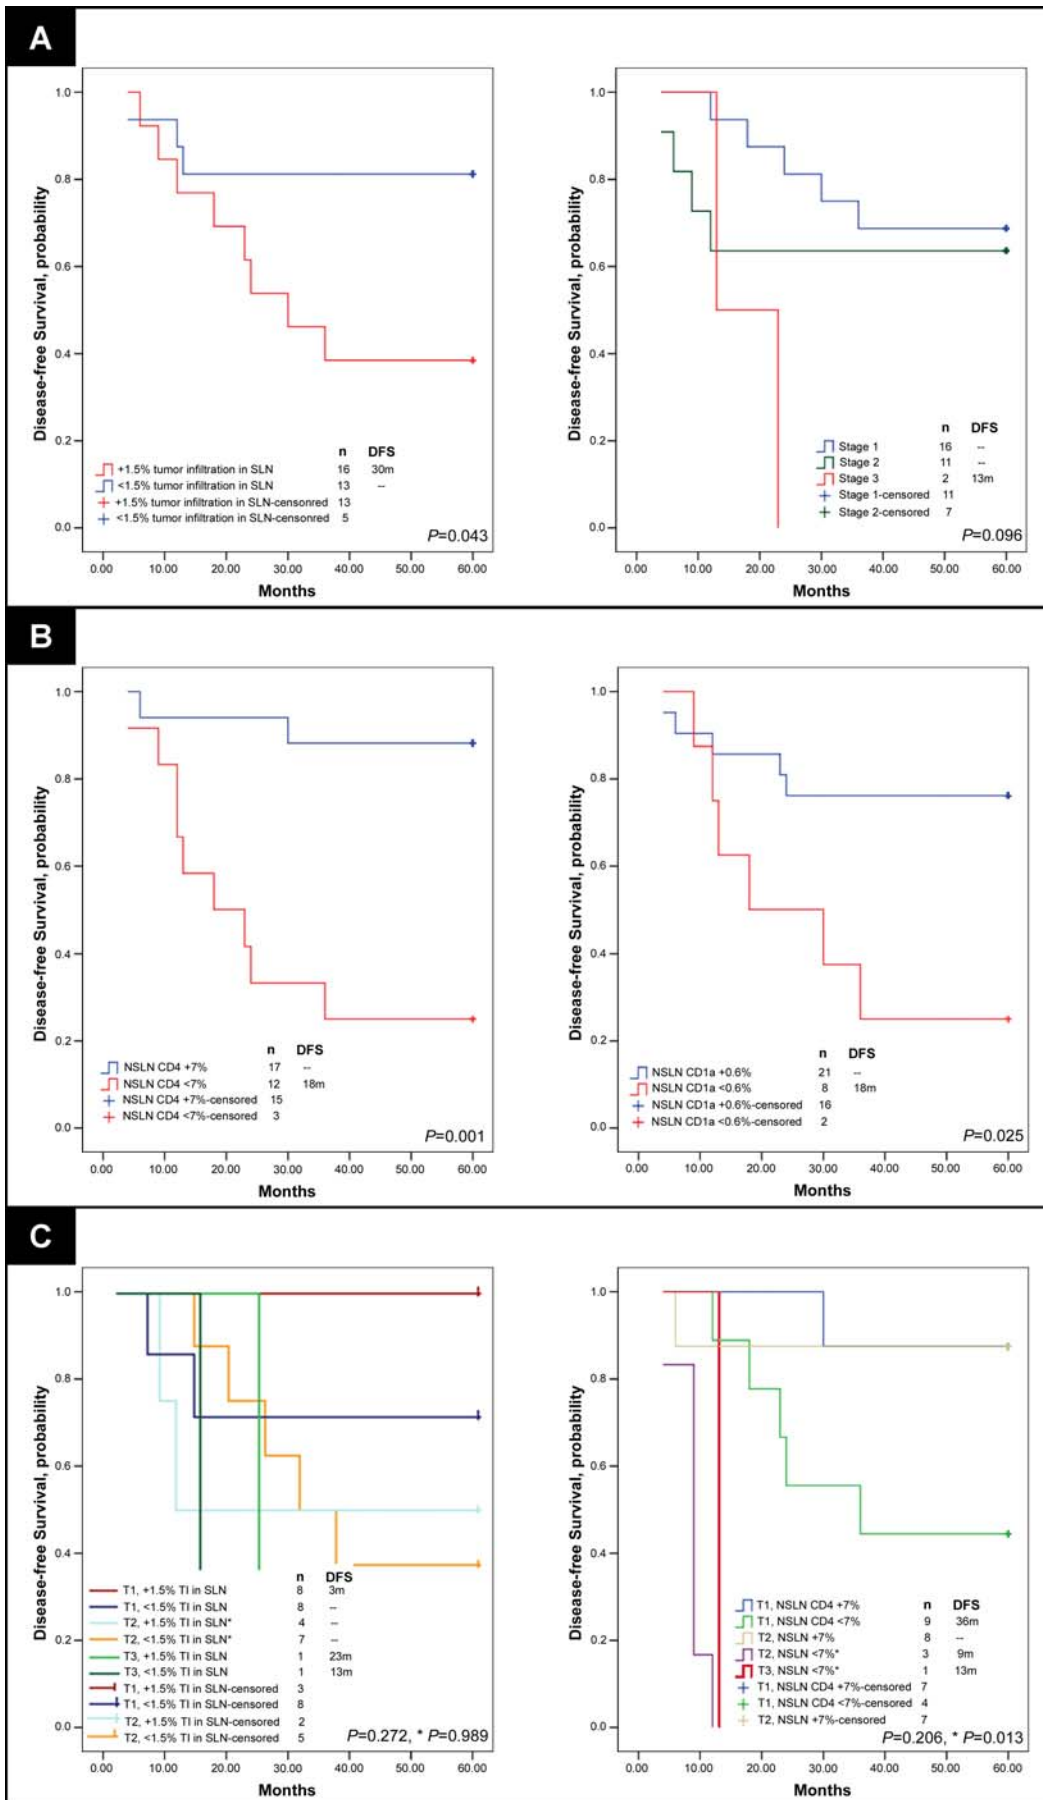 A
Disease-free Survival, probability
1.0
0.8
0.6
0.4
0.2
0.0
n DFS
+1.5% tumor infiltration in SLN 16 30m
<1.5% tumor infiltration in SLN 13 --
+1.5% tumor infiltration in SLN-censonred 13
<1.5% tumor infiltration in SLN-censonred 5
P=0.043
0.00 10.00 20.00 30.00 40.00 50.00 60.00
Months
Disease-free Survival, probability
1.0
0.8
0.6
0.4
0.2
0.0
n DFS
Stage 1 16 --
Stage 2 11 --
Stage 3 2 13m
Stage 1-censored 11
Stage 2-censored 7
P=0.096
0.00 10.00 20.00 30.00 40.00 50.00 60.00
Months
B
Disease-free Survival, probability
1.0
0.8
0.6
0.4
0.2
0.0
n DFS
NSLN CD4 +7% 17 --
NSLN CD4 <7% 12 18m
NSLN CD4 +7%-censored 15
NSLN CD4 <7%-censored 3
P=0.001
0.00 10.00 20.00 30.00 40.00 50.00 60.00
Months
Disease-free Survival, probability
1.0
0.8
0.6
0.4
0.2
0.0
n DFS
NSLN CD1a +0.6% 21 --
NSLN CD1a <0.6% 8 18m
NSLN CD1a +0.6%-censored 16
NSLN CD1a <0.6%-censored 2
P=0.025
0.00 10.00 20.00 30.00 40.00 50.00 60.00
Months
C
Disease-free Survival, probability
1.0
0.8
0.6
0.4
0.2
0.0
n DFS
T1, +1.5% TI in SLN 8 3m
T1, <1.5% TI in SLN 8 --
T2, +1.5% TI in SLN* 4 --
T2, <1.5% TI in SLN* 7 --
T3, +1.5% TI in SLN 1 23m
T3, <1.5% TI in SLN 1 13m
T1, +1.5% TI in SLN-censored 3
T1, <1.5% TI in SLN-censored 8
T2, +1.5% TI in SLN-censored 2
T2, <1.5% TI in SLN-censored 5
P=0.272, * P=0.989
0.00 10.00 20.00 30.00 40.00 50.00 60.00
Months
Disease-free Survival, probability
1.0
0.8
0.6
0.4
0.2
0.0
n DFS
T1, NSLN CD4 +7%
T1, NSLN CD4 <7% 9 36m
T2, NSLN +7% 8 --
T2, NSLN <7%* 3 9m
T3, NSLN <7%* 1 13m
T1, NSLN CD4 +7%-censored 7
T1, NSLN CD4 <7%-censored 4
T2, NSLN +7%-censored 7
P=0.206, * P=0.013
0.00 10.00 20.00 30.00 40.00 50.00 60.00
Months